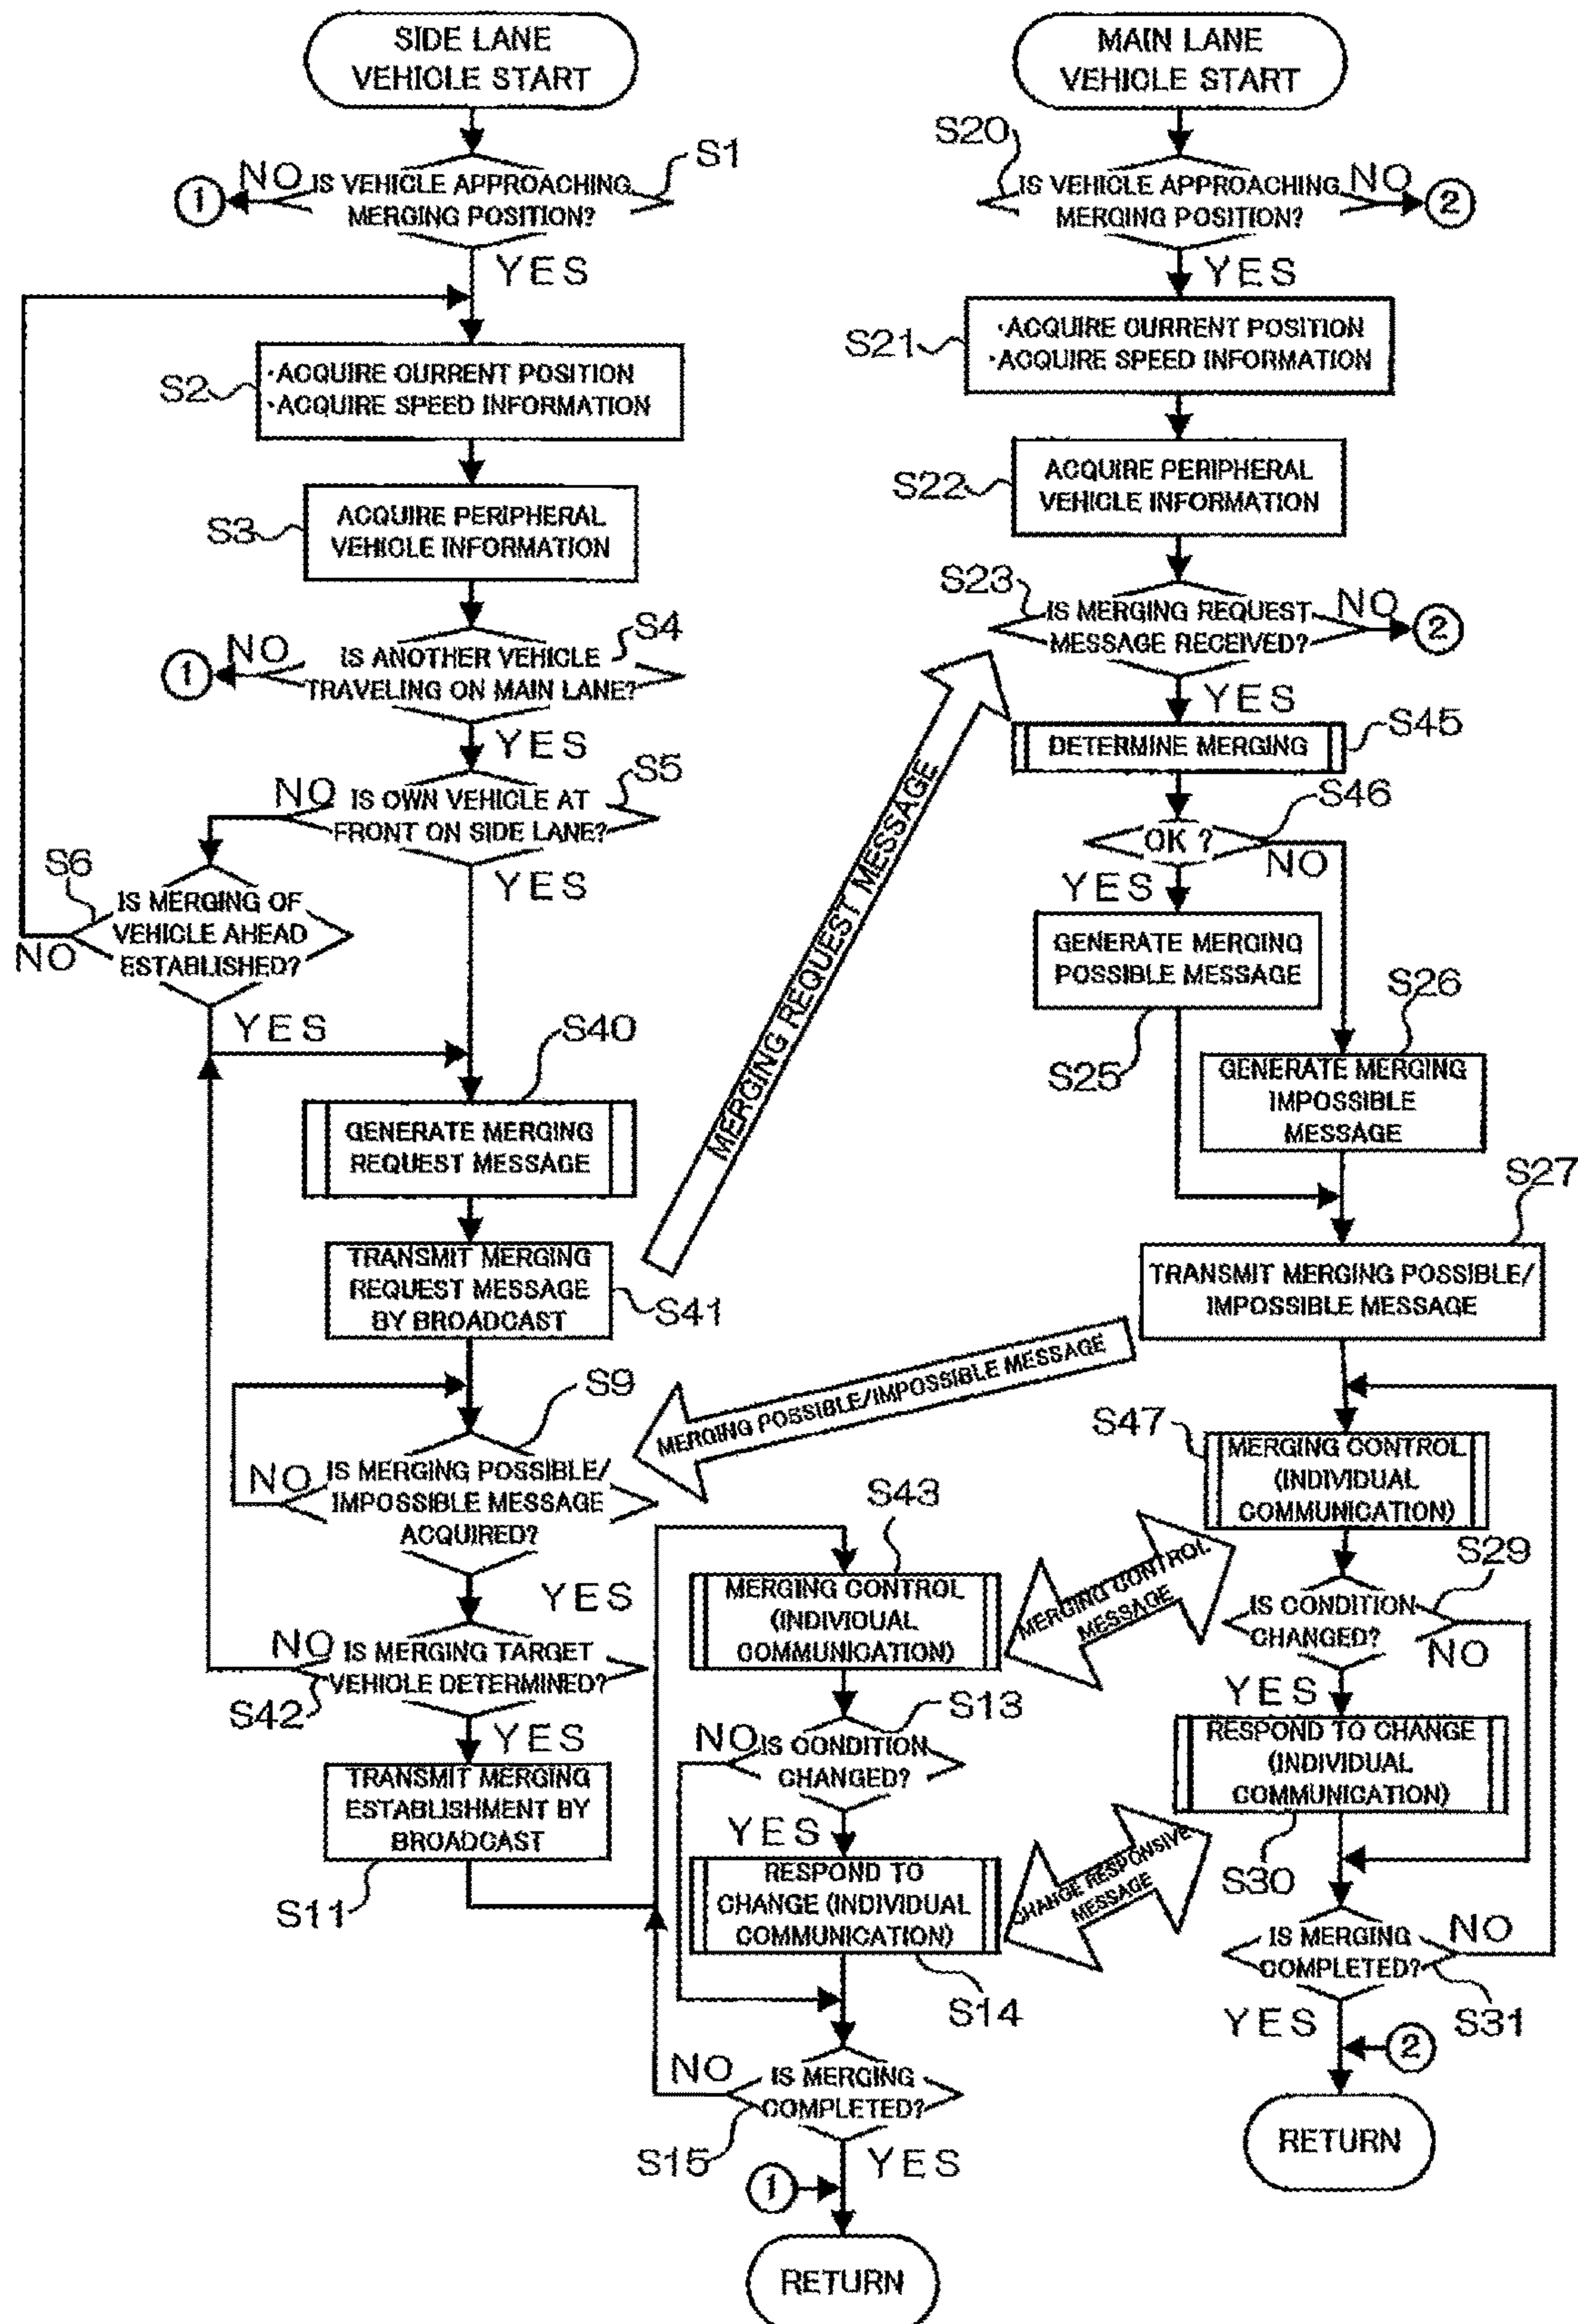 SIDE LANE
VEHICLE START
S1
NO
IS VEHICLE APPROACHING
MERGING POSITION?
1
YES
S2
·ACQUIRE CURRENT POSITION
·ACQUIRE SPEED INFORMATION
S3
ACQUIRE PERIPHERAL
VEHICLE INFORMATION
S4
NO
IS ANOTHER VEHICLE
TRAVELING ON MAIN LANE?
1
YES
S5
NO
IS OWN VEHICLE AT
FRONT ON SIDE LANE?
YES
S6
IS MERGING OF
VEHICLE AHEAD
ESTABLISHED?
NO
YES
S40
GENERATE MERGING
REQUEST MESSAGE
TRANSMIT MERGING
REQUEST MESSAGE
BY BROADCAST
S41
S9
NO
IS MERGING POSSIBLE/
IMPOSSIBLE MESSAGE
ACQUIRED?
YES
NO
IS MERGING TARGET
VEHICLE DETERMINED?
S42
YES
TRANSMIT MERGING
ESTABLISHMENT BY
BROADCAST
S11
S43
MERGING CONTROL
(INDIVIDUAL
COMMUNICATION)
S13
NO
IS CONDITION
CHANGED?
YES
RESPOND TO
CHANGE (INDIVIDUAL
COMMUNICATION)
S14
NO
IS MERGING
COMPLETED?
S15
YES
1
RETURN
MERGING REQUEST MESSAGE
MERGING POSSIBLE/IMPOSSIBLE MESSAGE
MERGING CONTROL
MESSAGE
CHANGE RESPONSIVE
MESSAGE
MAIN LANE
VEHICLE START
S20
IS VEHICLE APPROACHING
MERGING POSITION?
NO
2
YES
S21
·ACQUIRE CURRENT POSITION
·ACQUIRE SPEED INFORMATION
S22
ACQUIRE PERIPHERAL
VEHICLE INFORMATION
S23
IS MERGING REQUEST
MESSAGE RECEIVED?
NO
2
YES
DETERMINE MERGING
S45
S46
OK ?
NO
YES
GENERATE MERGING
POSSIBLE MESSAGE
S25
S26
GENERATE MERGING
IMPOSSIBLE
MESSAGE
S27
TRANSMIT MERGING POSSIBLE/
IMPOSSIBLE MESSAGE
S47
MERGING CONTROL
(INDIVIDUAL
COMMUNICATION)
S29
IS CONDITION
CHANGED?
NO
YES
RESPOND TO CHANGE
(INDIVIDUAL
COMMUNICATION)
S30
IS MERGING
COMPLETED?
NO
S31
YES
2
RETURN